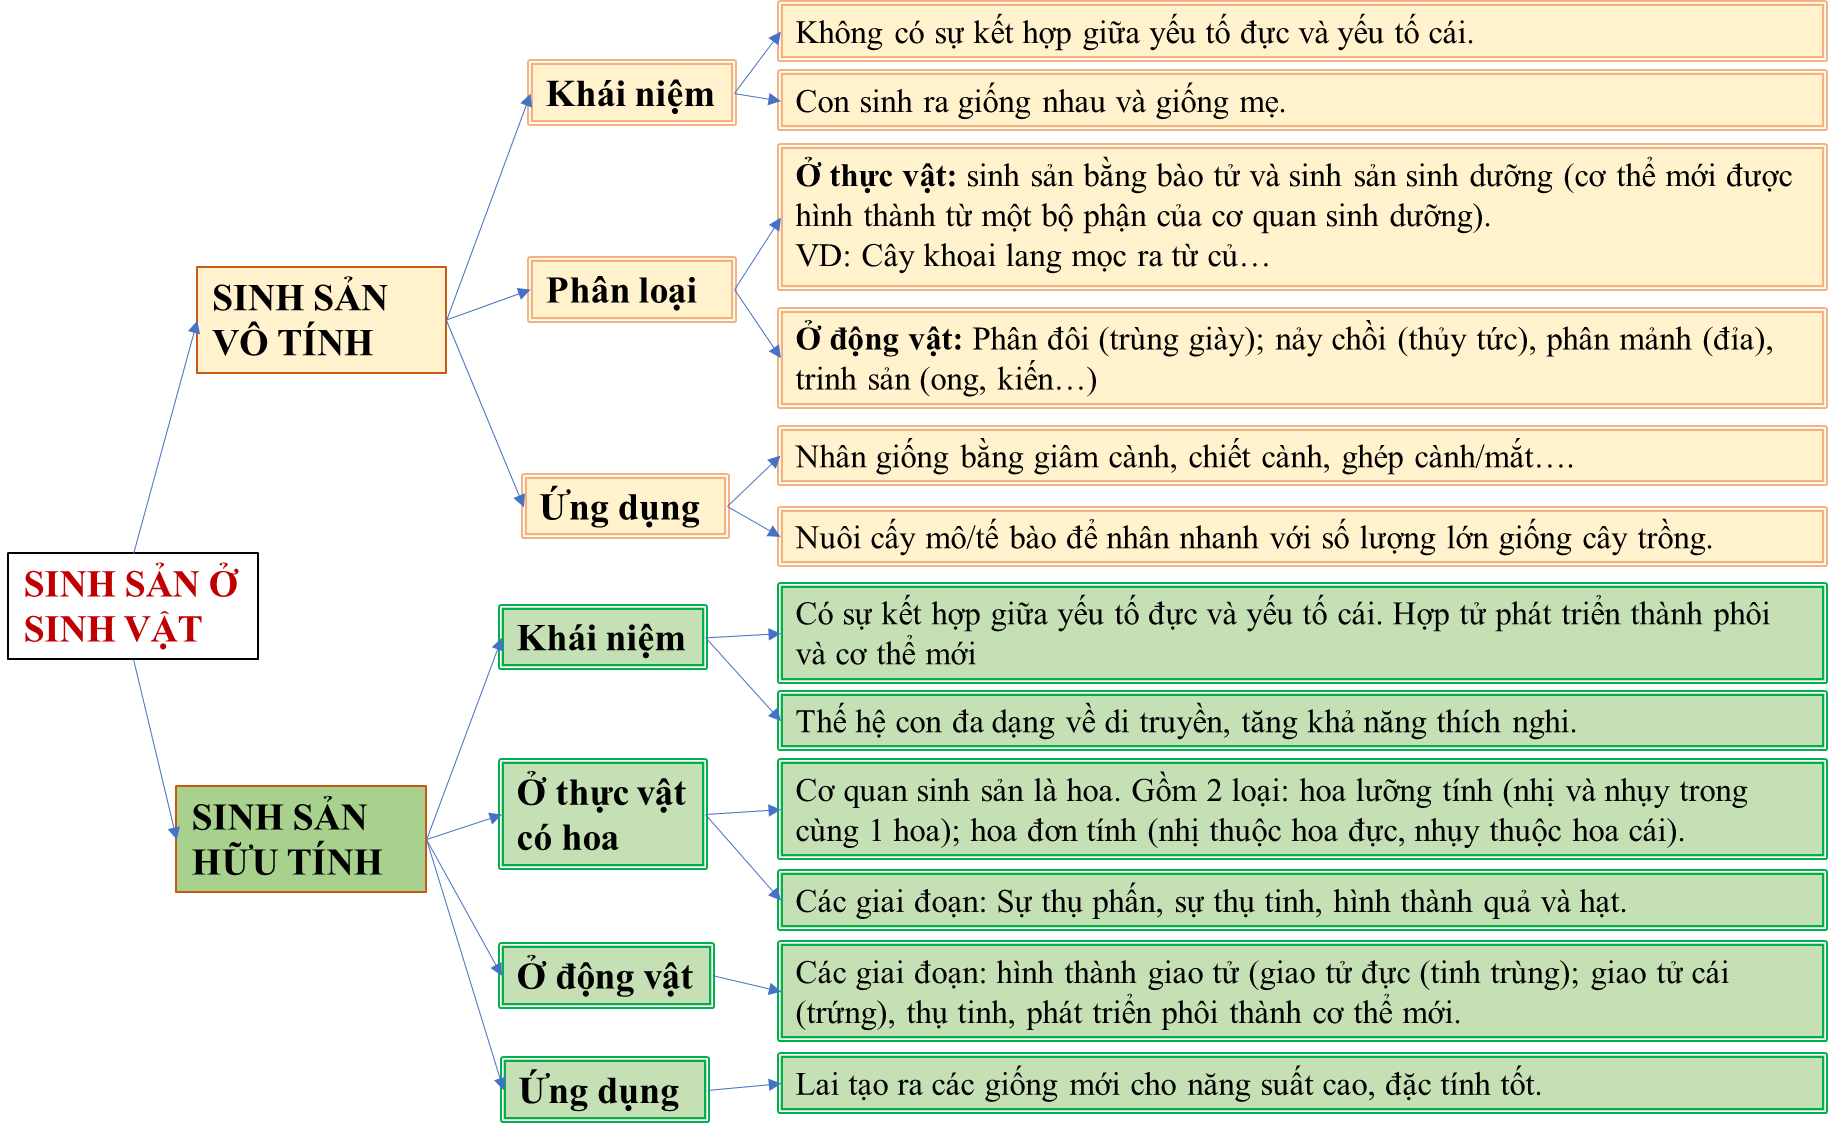 SINH SẢN Ở
SINH VẬT
SINH SẢN
VÔ TÍNH
Khái niệm
Không có sự kết hợp giữa yếu tố đực và yếu tố cái.
Con sinh ra giống nhau và giống mẹ.
Phân loại
Ở thực vật: sinh sản bằng bào tử và sinh sản sinh dưỡng (cơ thể mới được
hình thành từ một bộ phận của cơ quan sinh dưỡng).
VD: Cây khoai lang mọc ra từ củ…
Ở động vật: Phân đôi (trùng giày); nảy chồi (thủy tức), phân mảnh (đỉa),
trinh sản (ong, kiến…)
Ứng dụng
Nhân giống bằng giâm cành, chiết cành, ghép cành/mắt….
Nuôi cấy mô/tế bào để nhân nhanh với số lượng lớn giống cây trồng.
SINH SẢN
HỮU TÍNH
Khái niệm
Có sự kết hợp giữa yếu tố đực và yếu tố cái. Hợp tử phát triển thành phôi
và cơ thể mới
Thế hệ con đa dạng về di truyền, tăng khả năng thích nghi.
Ở thực vật
có hoa
Cơ quan sinh sản là hoa. Gồm 2 loại: hoa lưỡng tính (nhị và nhụy trong
cùng 1 hoa); hoa đơn tính (nhị thuộc hoa đực, nhụy thuộc hoa cái).
Các giai đoạn: Sự thụ phấn, sự thụ tinh, hình thành quả và hạt.
Ở động vật
Các giai đoạn: hình thành giao tử (giao tử đực (tinh trùng); giao tử cái
(trứng), thụ tinh, phát triển phôi thành cơ thể mới.
Ứng dụng
Lai tạo ra các giống mới cho năng suất cao, đặc tính tốt.